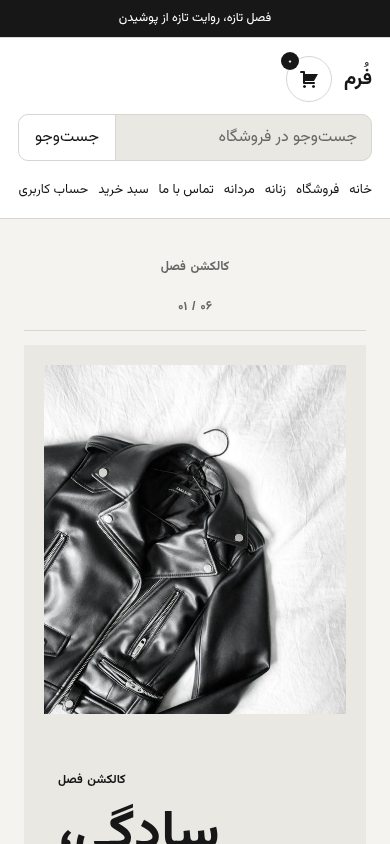 فصل تازه، روایت تازه از پوشیدن
فُرم
۰
جست‌وجو در فروشگاه
جست‌وجو
خانه فروشگاه زنانه مردانه تماس با ما سبد خرید حساب کاربری
کالکشن فصل
۰۱ / ۰۶
کالکشن فصل
سادگی،